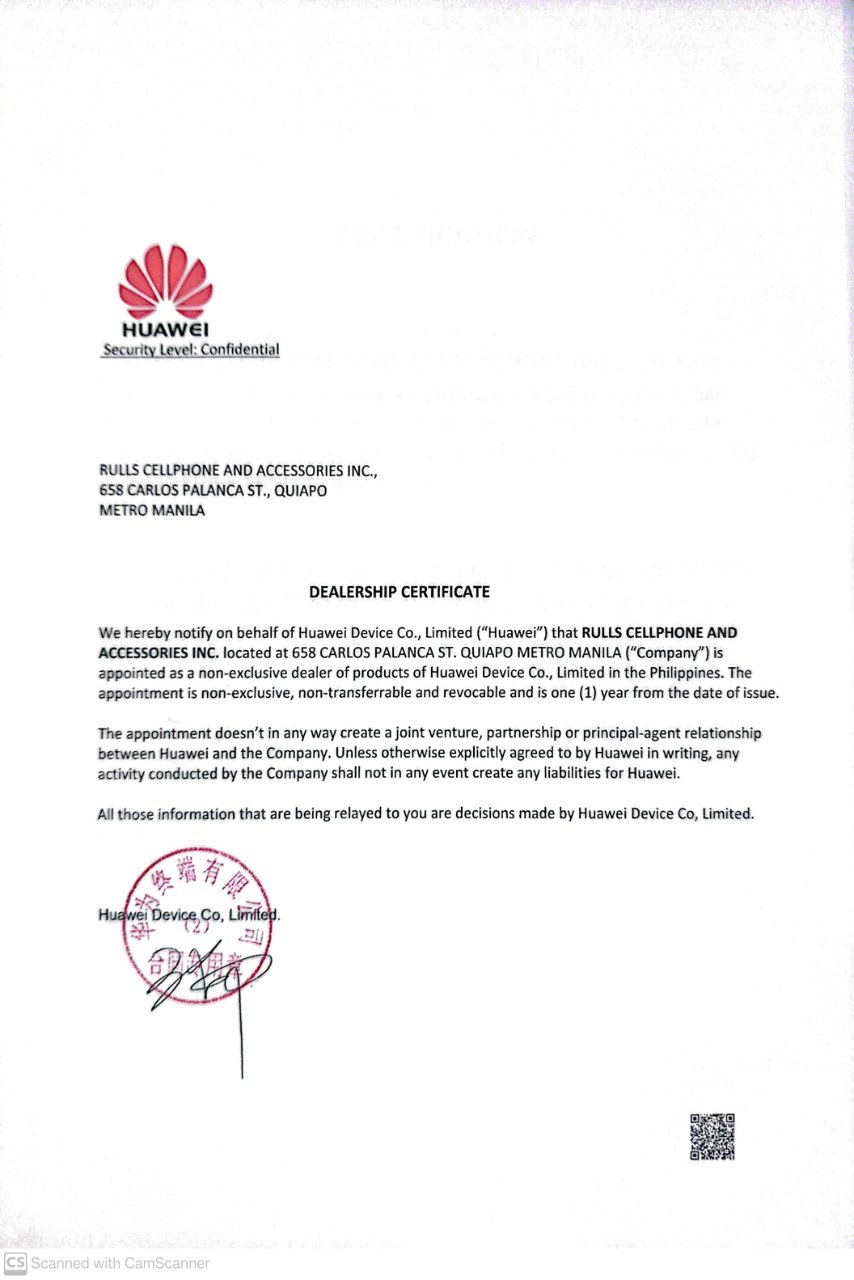 HUAWEI
Security Level: Confidential
RULLS CELLPHONE AND ACCESSORIES INC.,
658 CARLOS PALANCA ST., QUIAPO
METRO MANILA
DEALERSHIP CERTIFICATE
We hereby notify on behalf of Huawei Device Co., Limited (“Huawei”) that RULLS CELLPHONE AND
ACCESSORIES INC. located at 658 CARLOS PALANCA ST. QUIAPO METRO MANILA (“Company”) is
appointed as a non-exclusive dealer of products of Huawei Device Co., Limited in the Philippines. The
appointment is non-exclusive, non-transferrable and revocable and is one (1) year from the date of issue.
The appointment doesn’t in any way create a joint venture, partnership or principal-agent relationship
between Huawei and the Company. Unless otherwise explicitly agreed to by Huawei in writing, any
activity conducted by the Company shall not in any event create any liabilities for Huawei.
All those information that are being relayed to you are decisions made by Huawei Device Co, Limited.
华为终端有限公司
Huawei Device Co, Limited.
(2)
合同专用章
CS Scanned with CamScanner